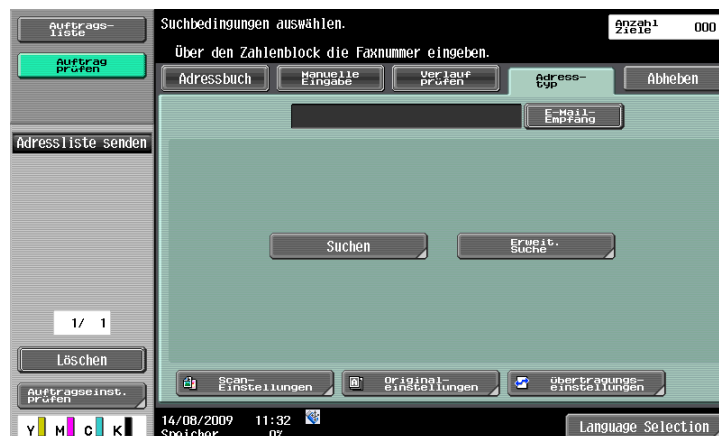 Auftrags-
liste
Auftrag
prüfen
Adressliste senden
1/ 1
Löschen
Auftragseinst.
prüfen
Y M C K
Suchbedingungen auswählen.
Über den Zahlenblock die Faxnummer eingeben.
Anzahl
Ziele 000
Adressbuch
Manuelle
Eingabe
Verlauf
prüfen
Adress-
typ
Abheben
E-Mail-
Empfang
Suchen
Erweit.
Suche
Scan-
Einstellungen
Original-
einstellungen
übertragungs-
einstellungen
14/08/2009 11:32
Speicher 0%
Language Selection